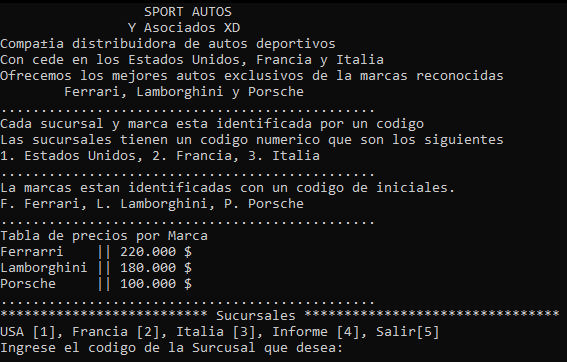 SPORT AUTOS
Y Asociados XD
Compa±ia distribuidora de autos deportivos
Con cede en los Estados Unidos, Francia y Italia
Ofrecemos los mejores autos exclusivos de la marcas reconocidas
Ferrari, Lamborghini y Porsche
...............................................
Cada sucursal y marca esta identificada por un codigo
Las sucursales tienen un codigo numerico que son los siguientes
1. Estados Unidos, 2. Francia, 3. Italia
...............................................
La marcas estan identificadas con un codigo de iniciales.
F. Ferrari, L. Lamborghini, P. Porsche
...............................................
Tabla de precios por Marca
Ferrarri    || 220.000 $
Lamborghini || 180.000 $
Porsche     || 100.000 $
...............................................
************************** Sucursales ********************************
USA [1], Francia [2], Italia [3], Informe [4], Salir[5]
Ingrese el codigo de la Surcusal que desea: